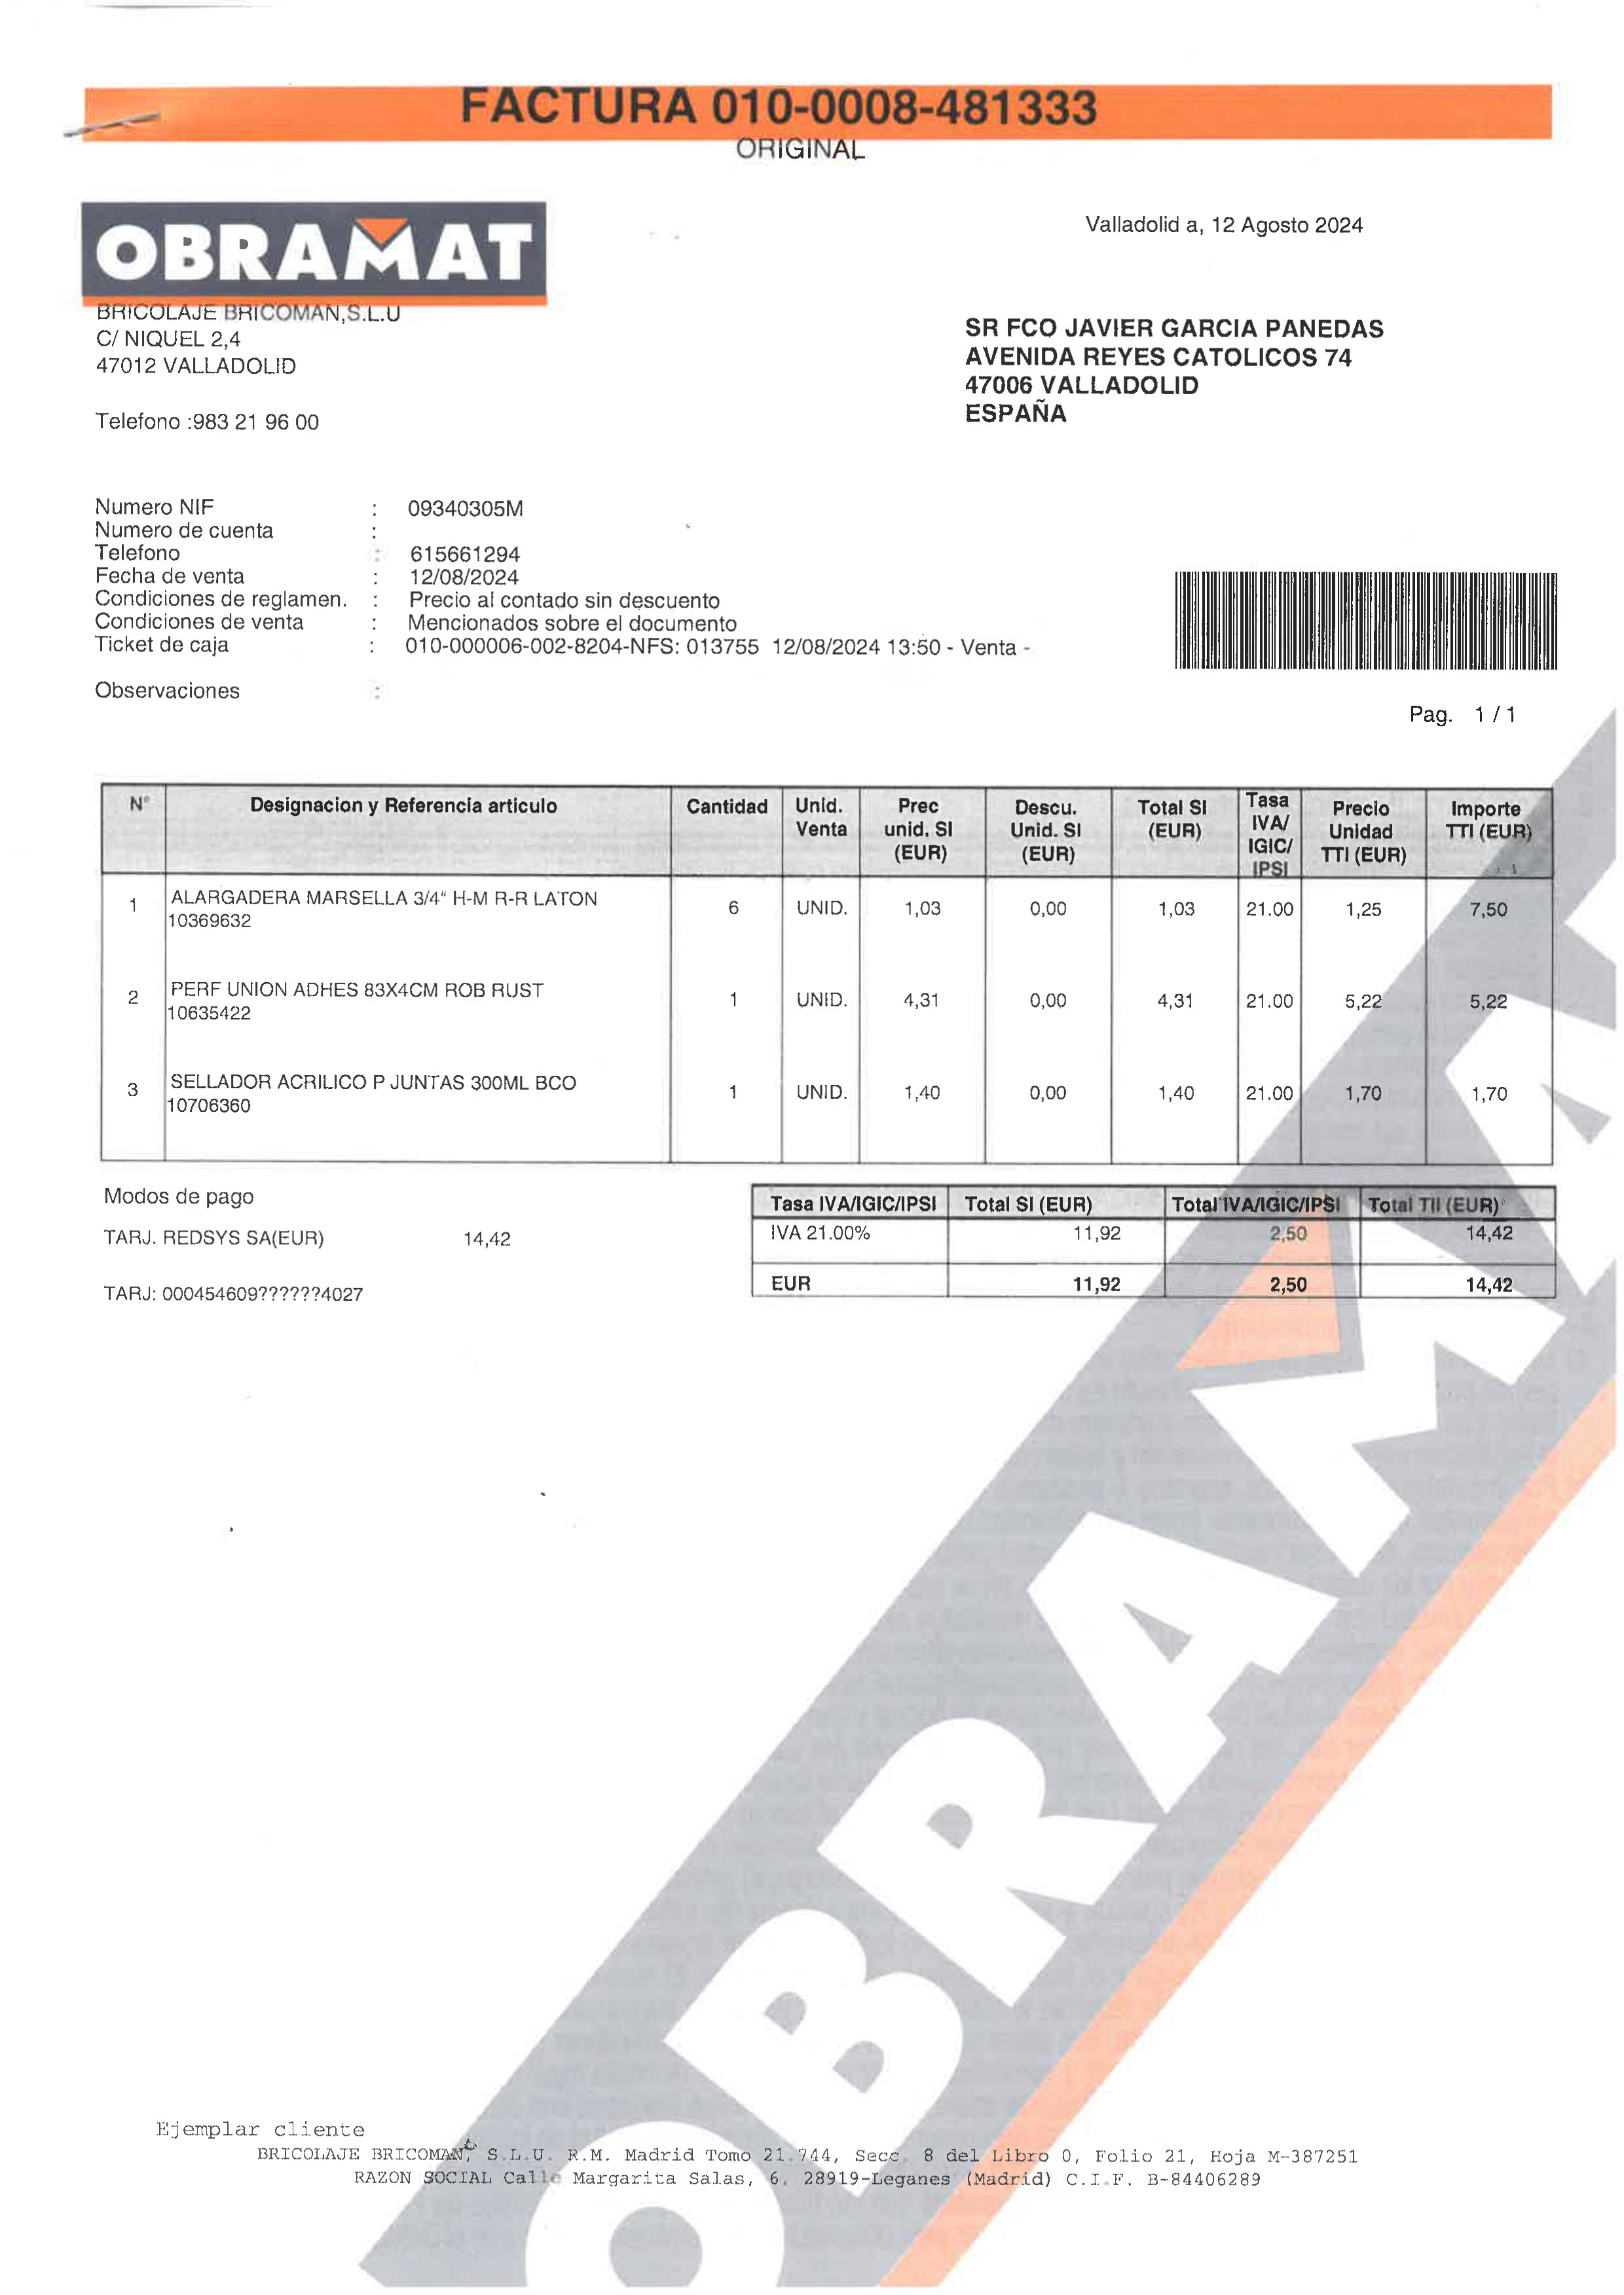 FACTURA 010-0008-481333
ORIGINAL
OBRAMAT
Valladolid a, 12 Agosto 2024
BRICOLAJE BRICOMAN,S.L.U
C/ NIQUEL 2,4
47012 VALLADOLID
Telefono :983 21 96 00
SR FCO JAVIER GARCIA PANEDAS
AVENIDA REYES CATOLICOS 74
47006 VALLADOLID
ESPAÑA
Numero NIF : 09340305M
Numero de cuenta :
Telefono : 615661294
Fecha de venta : 12/08/2024
Condiciones de reglamen. : Precio al contado sin descuento
Condiciones de venta : Mencionados sobre el documento
Ticket de caja : 010-000006-002-8204-NFS: 013755 12/08/2024 13:50 - Venta -
Observaciones :
Pag. 1 / 1
N° Designacion y Referencia articulo Cantidad Unid. Venta Prec unid. SI (EUR) Descu. Unid. SI (EUR) Total SI (EUR) Tasa IVA/ IGIC/ IPSI Precio Unidad TTI (EUR) Importe TTI (EUR)
1 ALARGADERA MARSELLA 3/4" H-M R-R LATON 6 UNID. 1,03 0,00 1,03 21.00 1,25 7,50
10369632
2 PERF UNION ADHES 83X4CM ROB RUST 1 UNID. 4,31 0,00 4,31 21.00 5,22 5,22
10635422
3 SELLADOR ACRILICO P JUNTAS 300ML BCO 1 UNID. 1,40 0,00 1,40 21.00 1,70 1,70
10706360
Modos de pago
TARJ. REDSYS SA(EUR) 14,42
TARJ: 000454609??????4027
Tasa IVA/IGIC/IPSI Total SI (EUR) Total IVA/IGIC/IPSI Total TII (EUR)
IVA 21.00% 11,92 2,50 14,42
EUR 11,92 2,50 14,42
OBRAMAT
Ejemplar cliente
BRICOLAJE BRICOMAN, S.L.U. R.M. Madrid Tomo 21.744, Secc. 8 del Libro 0, Folio 21, Hoja M-387251
RAZON SOCIAL Calle Margarita Salas, 6, 28919-Leganes (Madrid) C.I.F. B-84406289